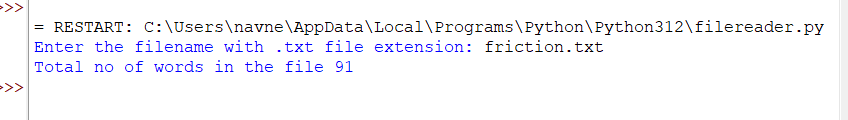 >>>
= RESTART: C:\Users\navne\AppData\Local\Programs\Python\Python312\filereader.py
Enter the filename with .txt file extension: friction.txt
Total no of words in the file 91
>>>